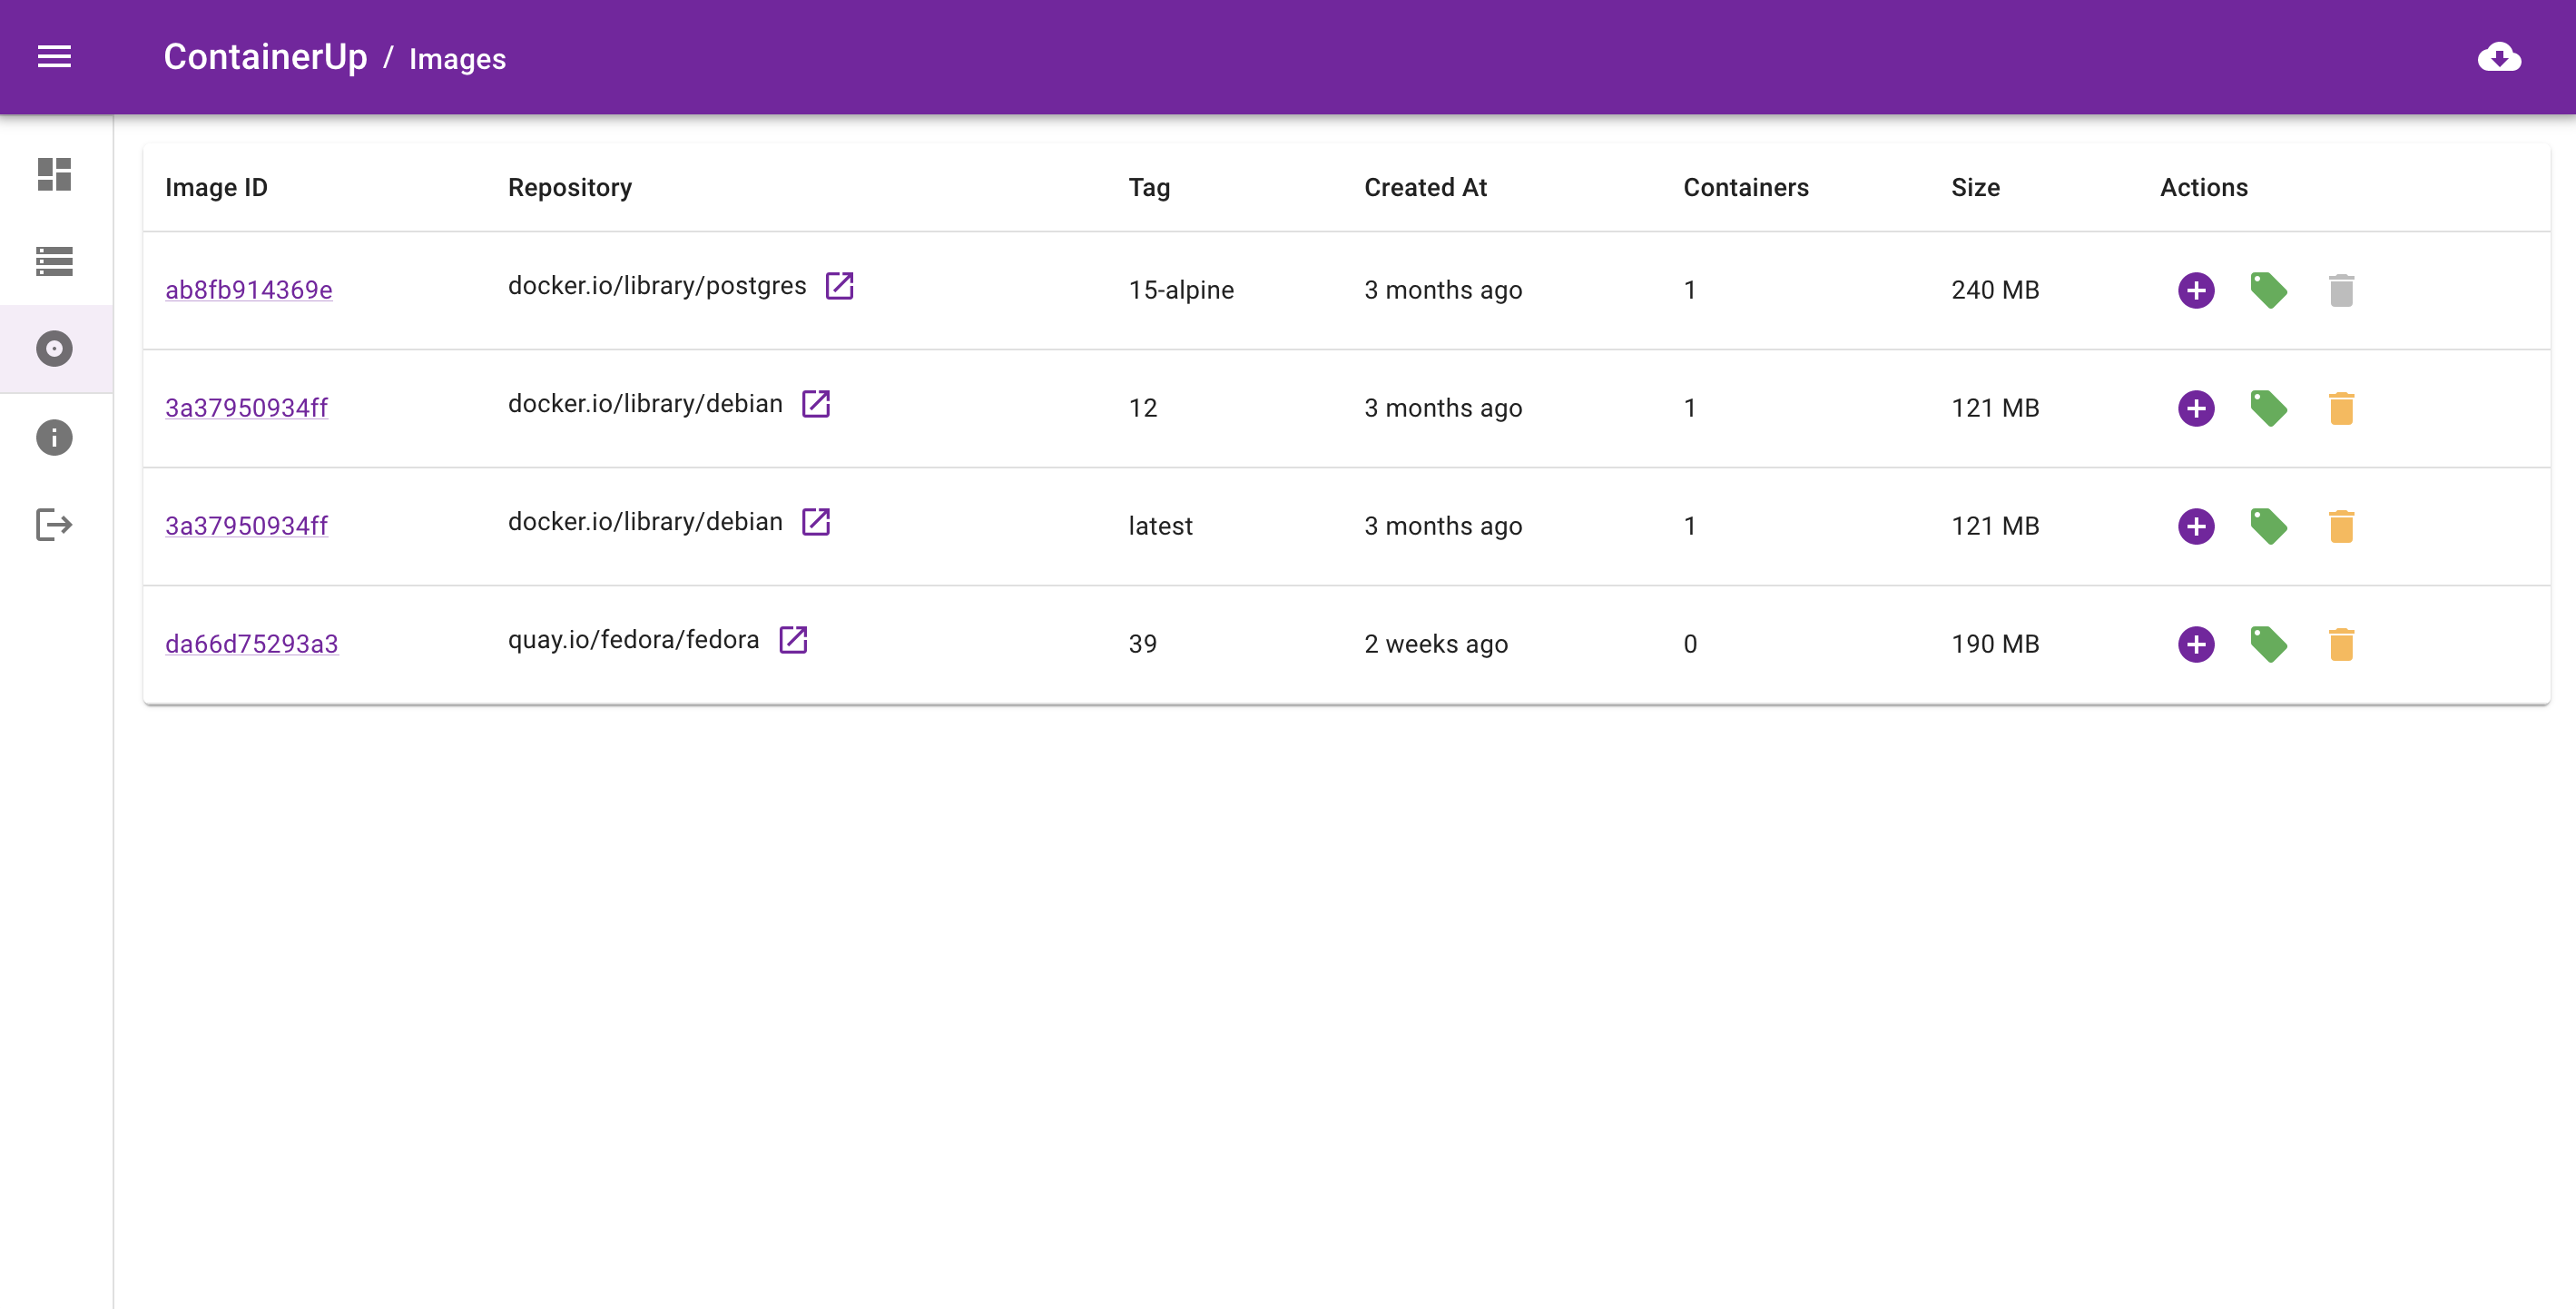 ContainerUp / Images
Image ID Repository Tag Created At Containers Size Actions
ab8fb914369e docker.io/library/postgres 15-alpine 3 months ago 1 240 MB
3a37950934ff docker.io/library/debian 12 3 months ago 1 121 MB
3a37950934ff docker.io/library/debian latest 3 months ago 1 121 MB
da66d75293a3 quay.io/fedora/fedora 39 2 weeks ago 0 190 MB